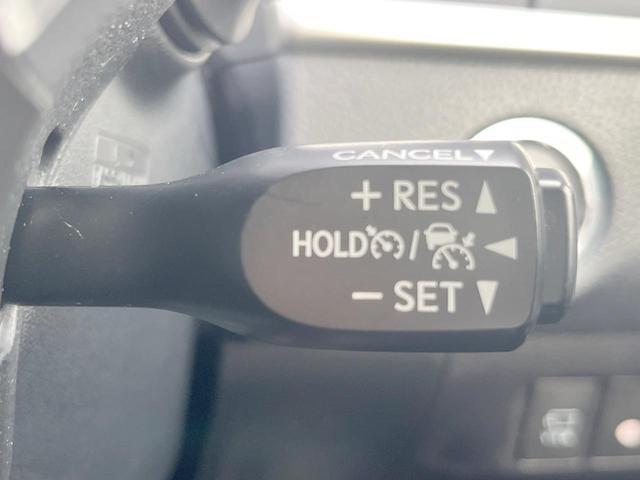 CANCEL▼
+ RES ▲
HOLD / ◀
− SET ▼